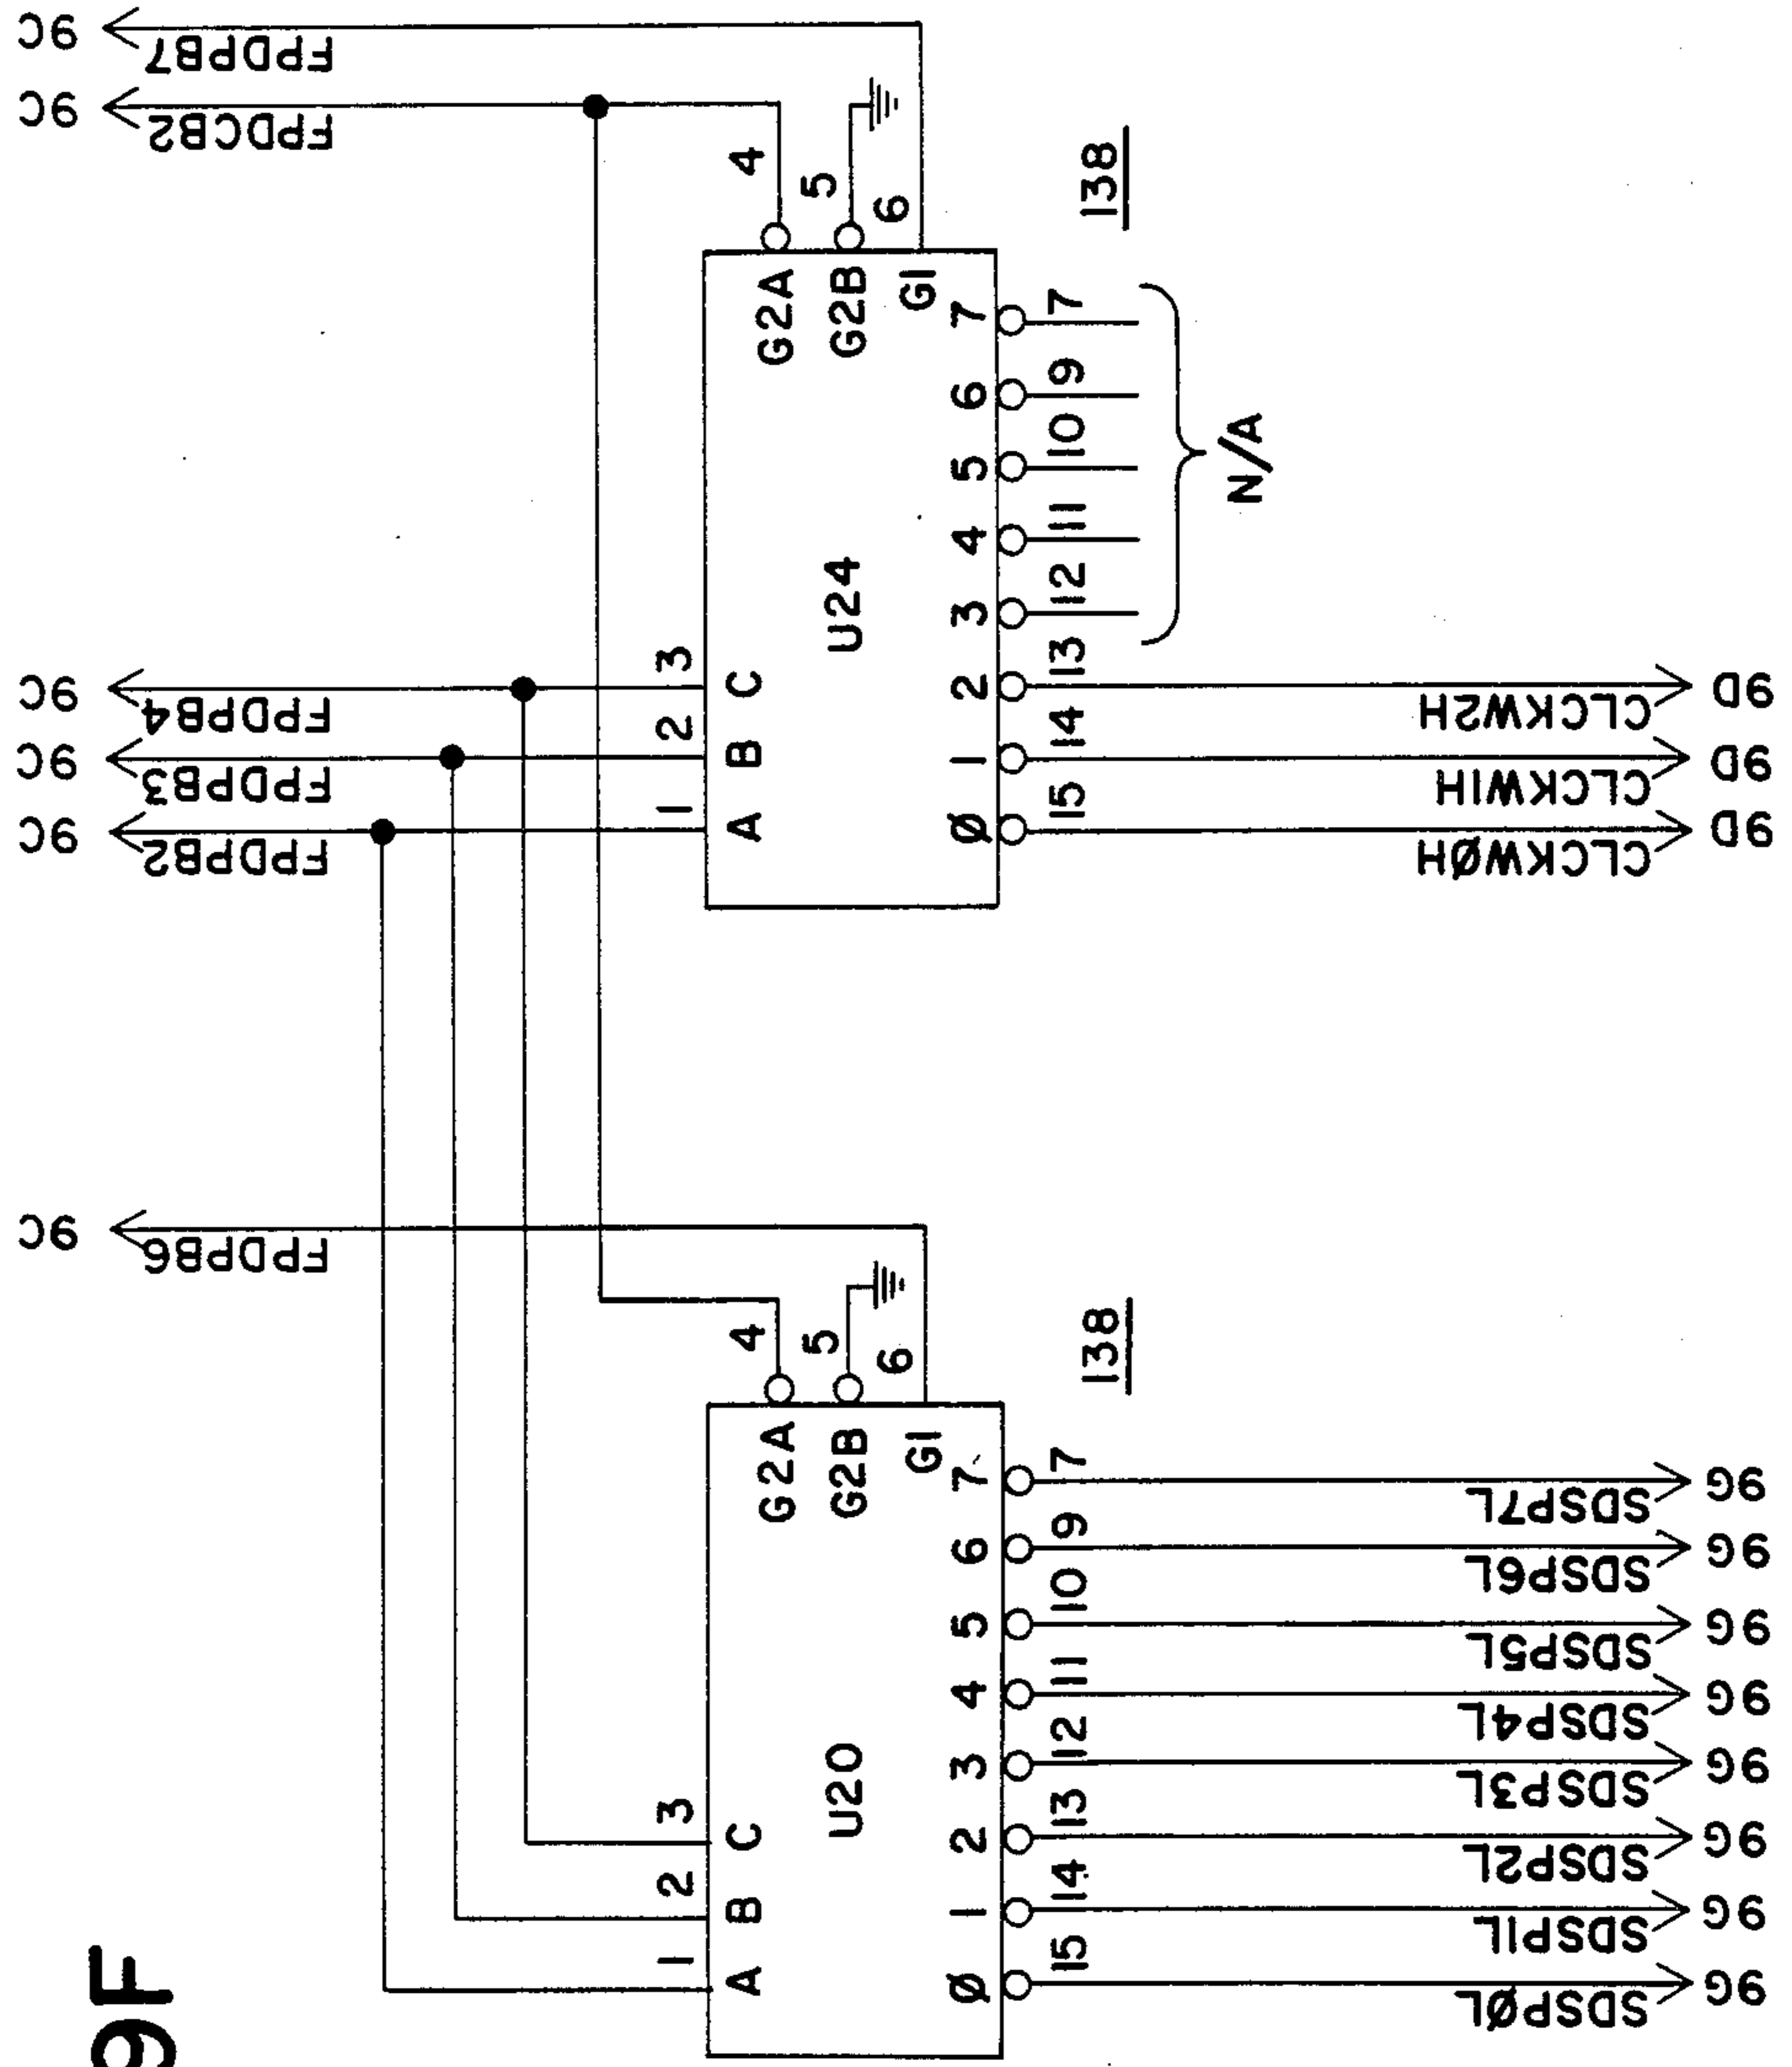 9F
9C FPDPB7
9C FPDCB2
9C FPDPB4
9C FPDPB3
9C FPDPB2
9C FPDPB6
4
5
6
G2A
G2B
G1
138
U24
3
2
1
C
B
A
7 7
6 9
5 10
4 11
3 12
2 13
1 14
Ø 15
N/A
CLCKW2H 9D
CLCKW1H 9D
CLCKWØH 9D
4
5
6
G2A
G2B
G1
138
U20
3
2
1
C
B
A
7 7
6 9
5 10
4 11
3 12
2 13
1 14
Ø 15
SDSP7L 9G
SDSP6L 9G
SDSP5L 9G
SDSP4L 9G
SDSP3L 9G
SDSP2L 9G
SDSP1L 9G
SDSPØL 9G